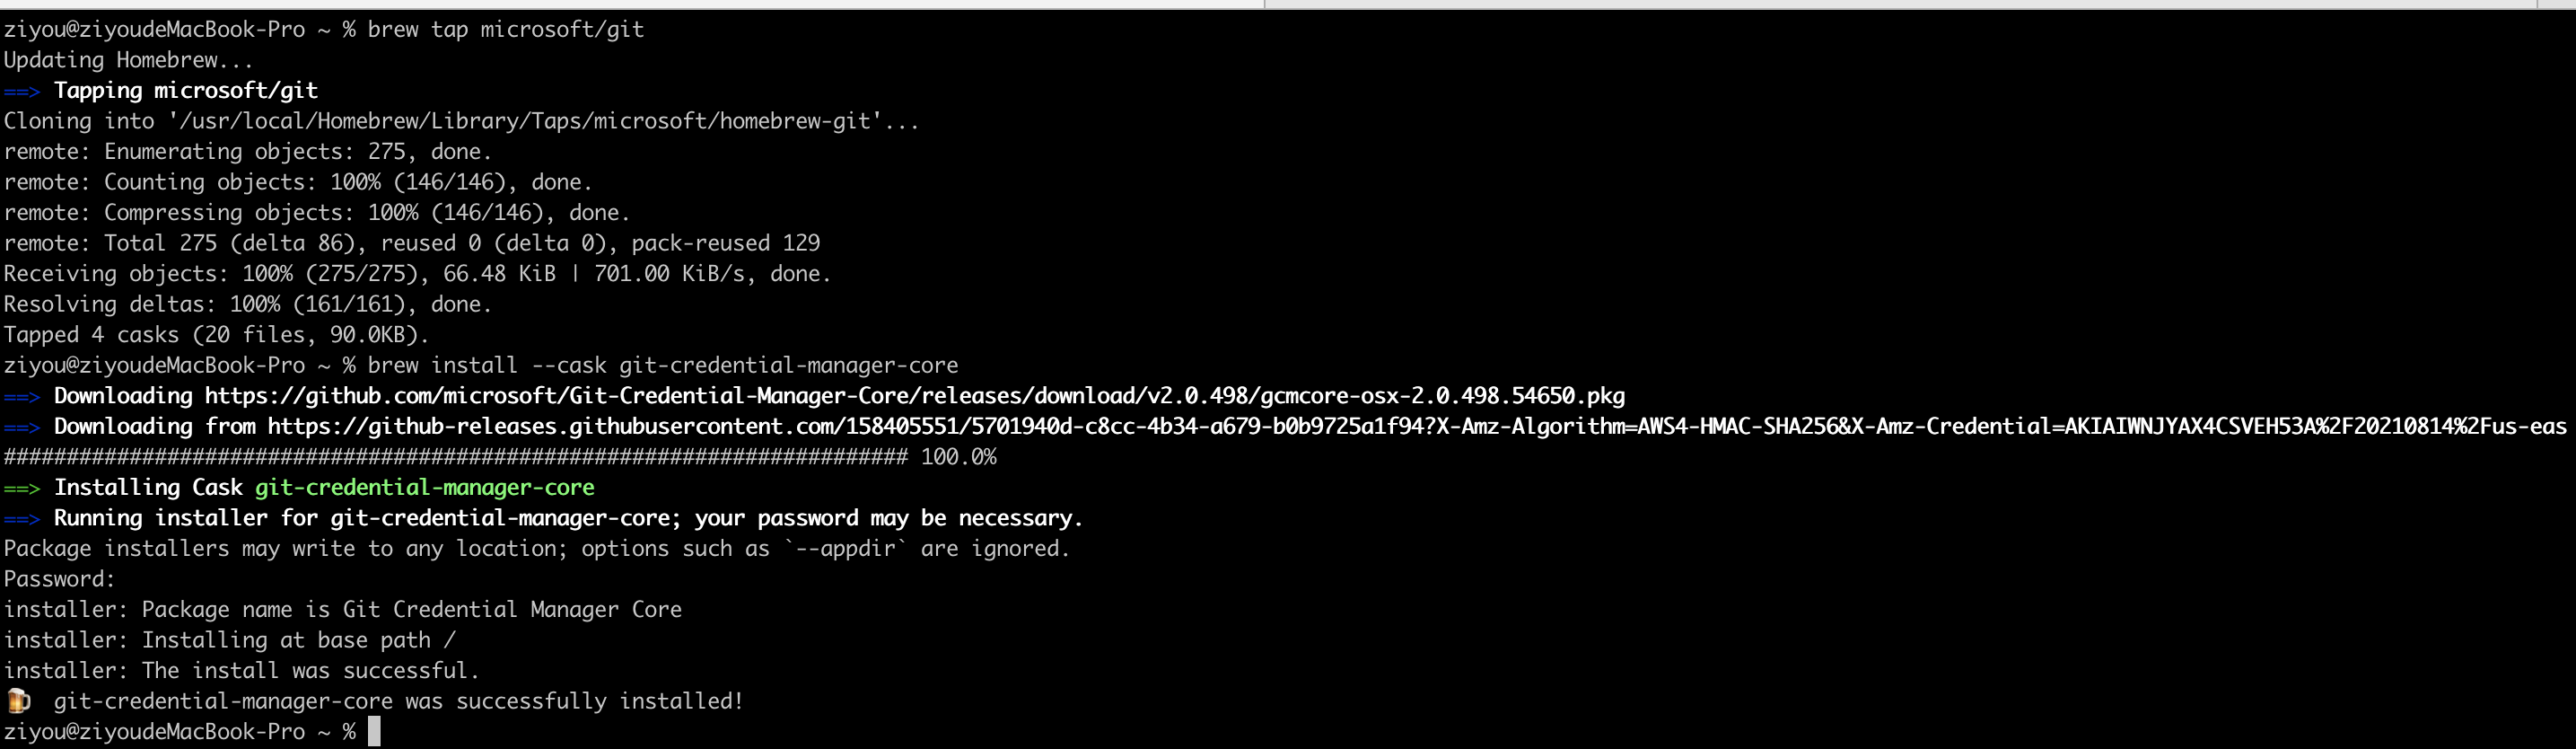 ziyou@ziyoudeMacBook-Pro ~ % brew tap microsoft/git
Updating Homebrew...
==> Tapping microsoft/git
Cloning into '/usr/local/Homebrew/Library/Taps/microsoft/homebrew-git'...
remote: Enumerating objects: 275, done.
remote: Counting objects: 100% (146/146), done.
remote: Compressing objects: 100% (146/146), done.
remote: Total 275 (delta 86), reused 0 (delta 0), pack-reused 129
Receiving objects: 100% (275/275), 66.48 KiB | 701.00 KiB/s, done.
Resolving deltas: 100% (161/161), done.
Tapped 4 casks (20 files, 90.0KB).
ziyou@ziyoudeMacBook-Pro ~ % brew install --cask git-credential-manager-core
==> Downloading https://github.com/microsoft/Git-Credential-Manager-Core/releases/download/v2.0.498/gcmcore-osx-2.0.498.54650.pkg
==> Downloading from https://github-releases.githubusercontent.com/158405551/5701940d-c8cc-4b34-a679-b0b9725a1f94?X-Amz-Algorithm=AWS4-HMAC-SHA256&X-Amz-Credential=AKIAIWNJYAX4CSVEH53A%2F20210814%2Fus-eas
######################################################################## 100.0%
==> Installing Cask git-credential-manager-core
==> Running installer for git-credential-manager-core; your password may be necessary.
Package installers may write to any location; options such as `--appdir` are ignored.
Password:
installer: Package name is Git Credential Manager Core
installer: Installing at base path /
installer: The install was successful.
🍺 git-credential-manager-core was successfully installed!
ziyou@ziyoudeMacBook-Pro ~ %